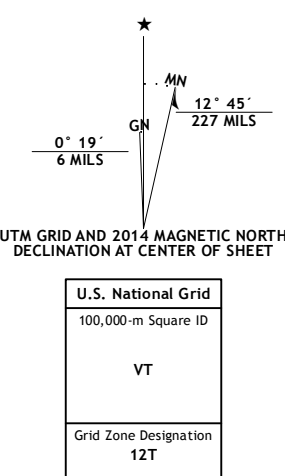 ★
MN
GN
12° 45´
227 MILS
0° 19´
6 MILS
UTM GRID AND 2014 MAGNETIC NORTH
DECLINATION AT CENTER OF SHEET
U.S. National Grid
100,000-m Square ID
VT
Grid Zone Designation
12T